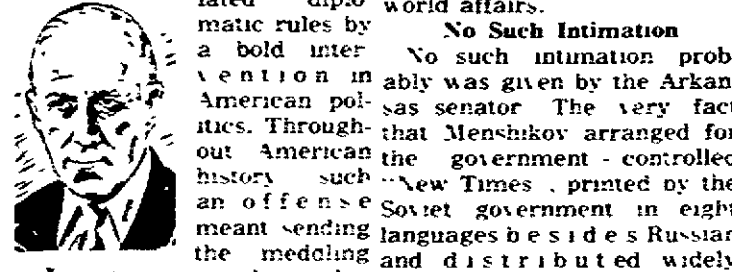 matic rules by
a bold inter
vention in
American pol-
itics. Through-
out American
history such
an offense
meant sending
the meddling
world affairs.
No Such Intimation
No such intimation prob
ably was given by the Arkan
sas senator The very fact
that Menshikov arranged for
the government - controlled
"New Times , printed by the
Soviet government in eight
languages besides Russian
and distributed widely